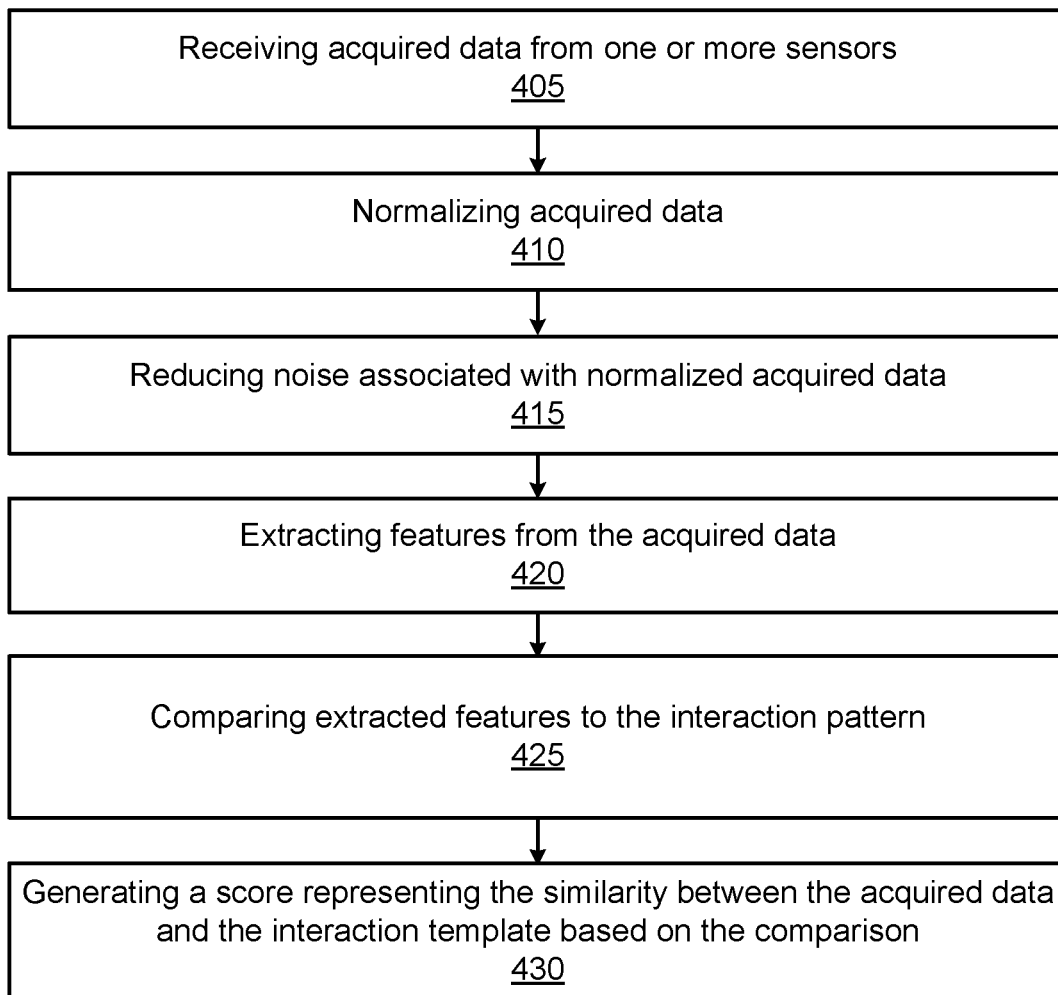 Receiving acquired data from one or more sensors
405
Normalizing acquired data
410
Reducing noise associated with normalized acquired data
415
Extracting features from the acquired data
420
Comparing extracted features to the interaction pattern
425
Generating a score representing the similarity between the acquired data
and the interaction template based on the comparison
430